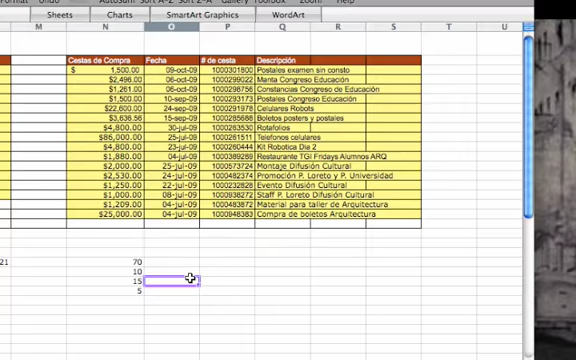 Format Undo AutoSum Sort A-Z Sort Z-A Gallery Toolbox Zoom Help
Sheets Charts SmartArt Graphics WordArt
M N O P Q R S T U
Cestas de Compra Fecha # de cesta Descripción
$ 1,500.00 09-oct-09 1000301800 Postales examen sin consto
$2,496.00 06-oct-09 1000299022 Manta Congreso Educación
$1,261.00 06-oct-09 1000298756 Constancias Congreso de Educación
$1,500.00 10-sep-09 1000293173 Postales Congreso Educación
$22,600.00 24-sep-09 1000291978 Celulares Robots
$3,636.56 15-sep-09 1000285688 Boletos posters y postales
$4,800.00 30-jul-09 1000263530 Rotafolios
$86,000.00 25-jul-09 1000261511 Telefonos celulares
$4,800.00 23-jul-09 1000260444 Kit Robotica Dia 2
$1,880.00 04-jul-09 1000389289 Restaurante TGI Fridays Alumnos ARQ
$2,000.00 25-jul-09 1000573724 Montaje Difusión Cultural
$2,530.00 24-jul-09 1000482374 Promoción P. Loreto y P. Universidad
$1,250.00 22-jul-09 1000232828 Evento Difusión Cultural
$1,000.00 08-jul-09 1000938272 Staff P. Loreto Difusión Cultural
$1,209.00 04-jul-09 1000483872 Material para taller de Arquitectura
$25,000.00 04-jul-09 1000948383 Compra de boletos Arquitectura
21 70
10
15
5